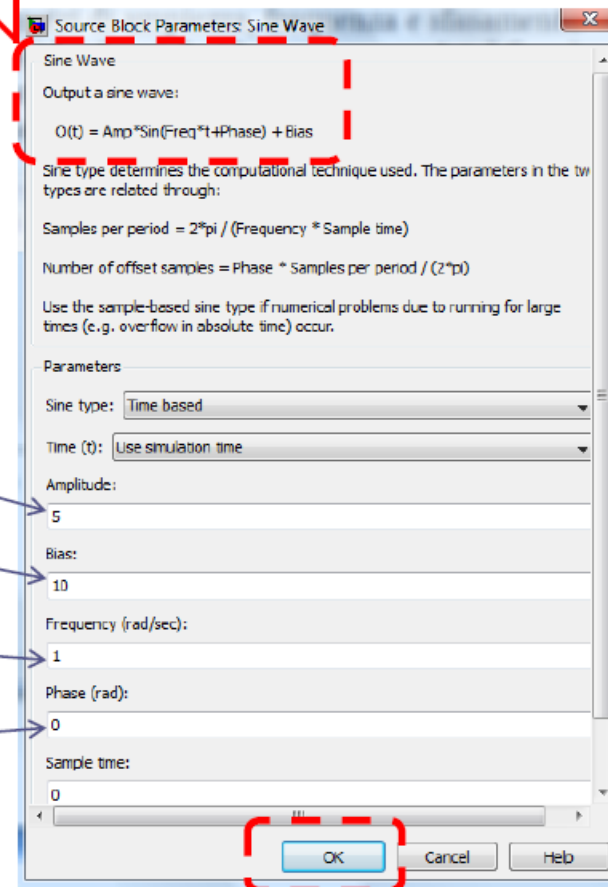 Source Block Parameters: Sine Wave
Sine Wave
Output a sine wave:
O(t) = Amp*Sin(Freq*t+Phase) + Bias
Sine type determines the computational technique used. The parameters in the tw
types are related through:
Samples per period = 2*pi / (Frequency * Sample time)
Number of offset samples = Phase * Samples per period / (2*pi)
Use the sample-based sine type if numerical problems due to running for large
times (e.g. overflow in absolute time) occur.
Parameters
Sine type: Time based
Time (t): Use simulation time
Amplitude:
5
Bias:
10
Frequency (rad/sec):
1
Phase (rad):
0
Sample time:
0
OK Cancel Help